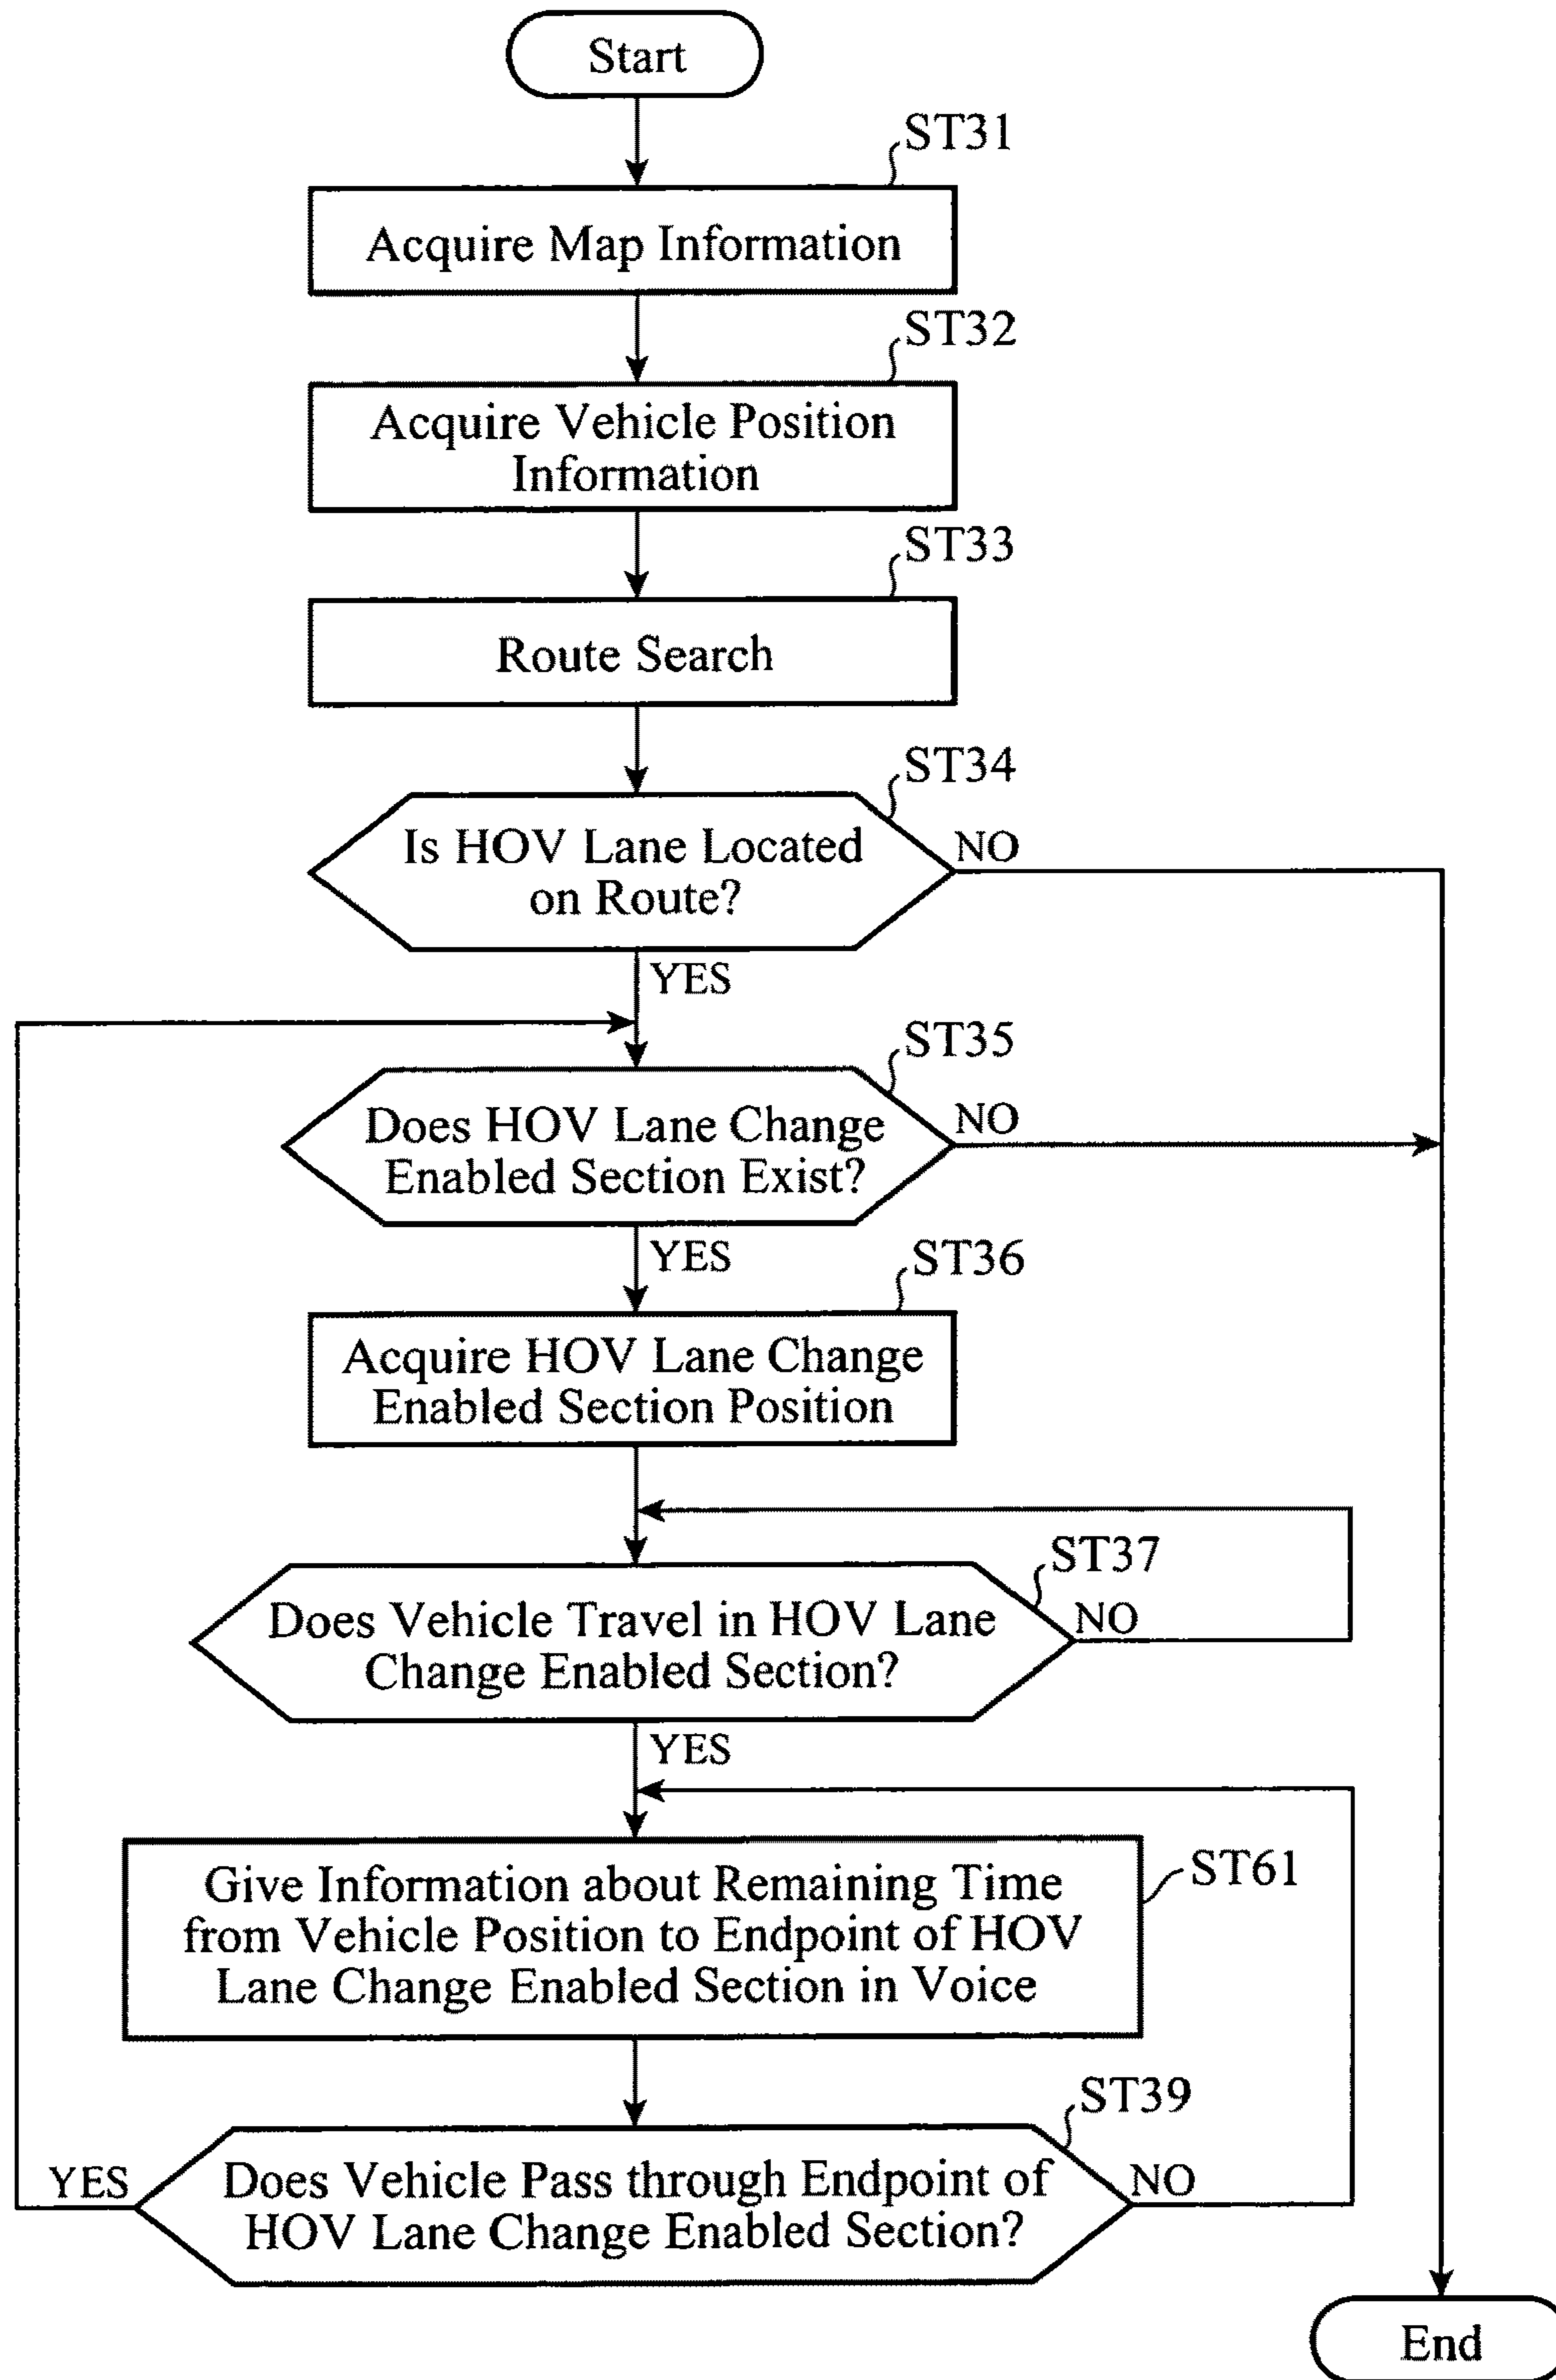 Start
ST31
Acquire Map Information
ST32
Acquire Vehicle Position
Information
ST33
Route Search
ST34
Is HOV Lane Located
on Route?
NO
YES
ST35
Does HOV Lane Change
Enabled Section Exist?
NO
YES
ST36
Acquire HOV Lane Change
Enabled Section Position
ST37
Does Vehicle Travel in HOV Lane
Change Enabled Section?
NO
YES
ST61
Give Information about Remaining Time
from Vehicle Position to Endpoint of HOV
Lane Change Enabled Section in Voice
ST39
YES
Does Vehicle Pass through Endpoint of
HOV Lane Change Enabled Section?
NO
End